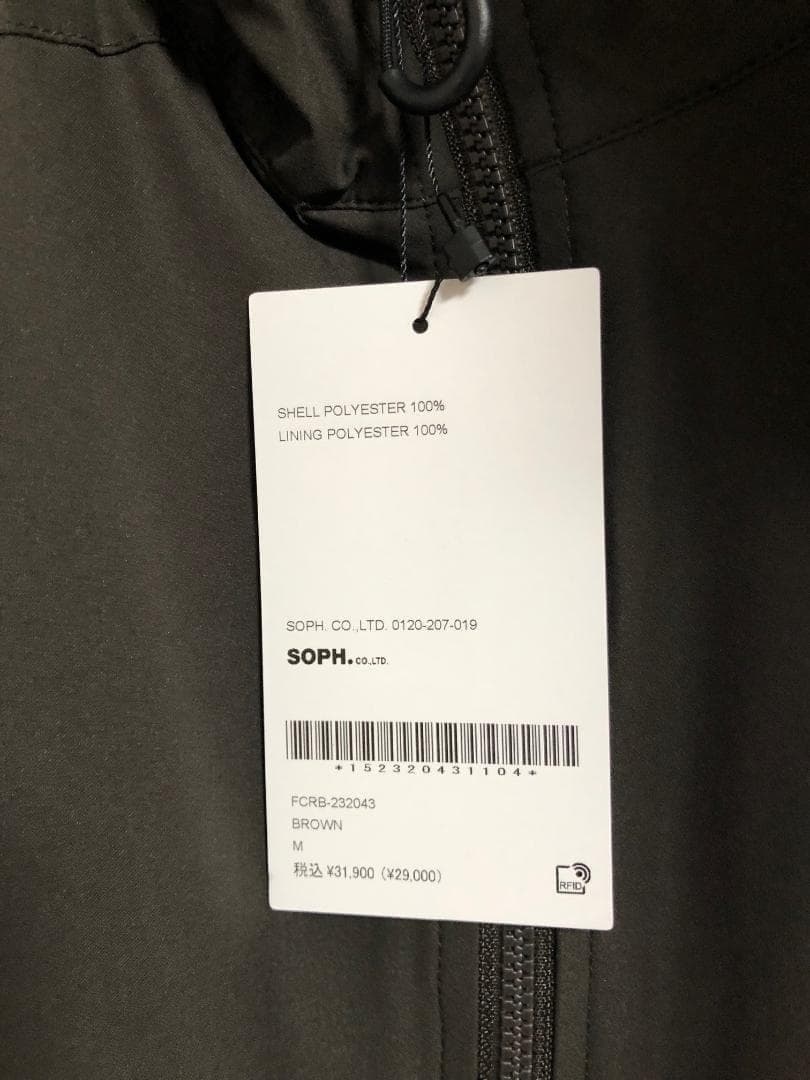 SHELL POLYESTER 100%
LINING POLYESTER 100%
SOPH. CO.,LTD. 0120-207-019
SOPH. CO.,LTD.
*152320431104*
FCRB-232043
BROWN
M
税込 ¥31,900 (¥29,000)
RFID